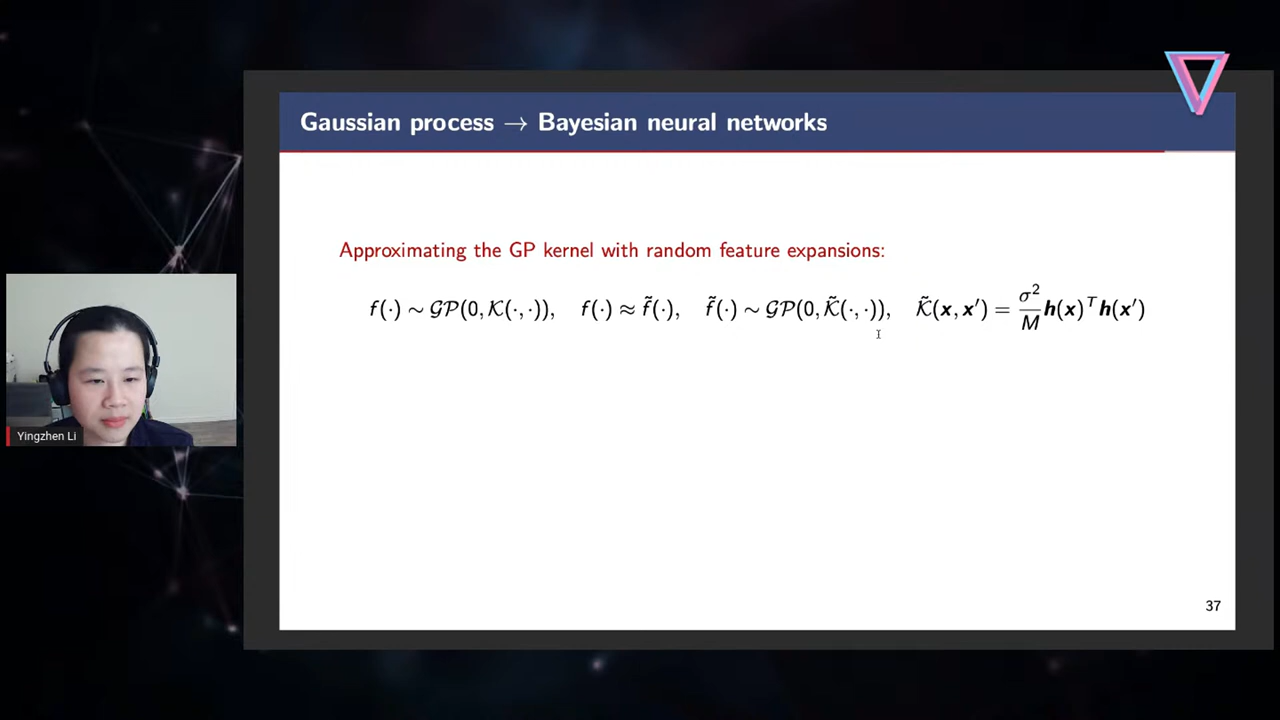 Gaussian process → Bayesian neural networks
Approximating the GP kernel with random feature expansions:
f(·) ∼ 𝒢𝒫(0, 𝒦(·, ·)), f(·) ≈ f̃(·), f̃(·) ∼ 𝒢𝒫(0, 𝒦̃(·, ·)), 𝒦̃(x, x′) = σ²/M h(x)ᵀh(x′)
Yingzhen Li
37